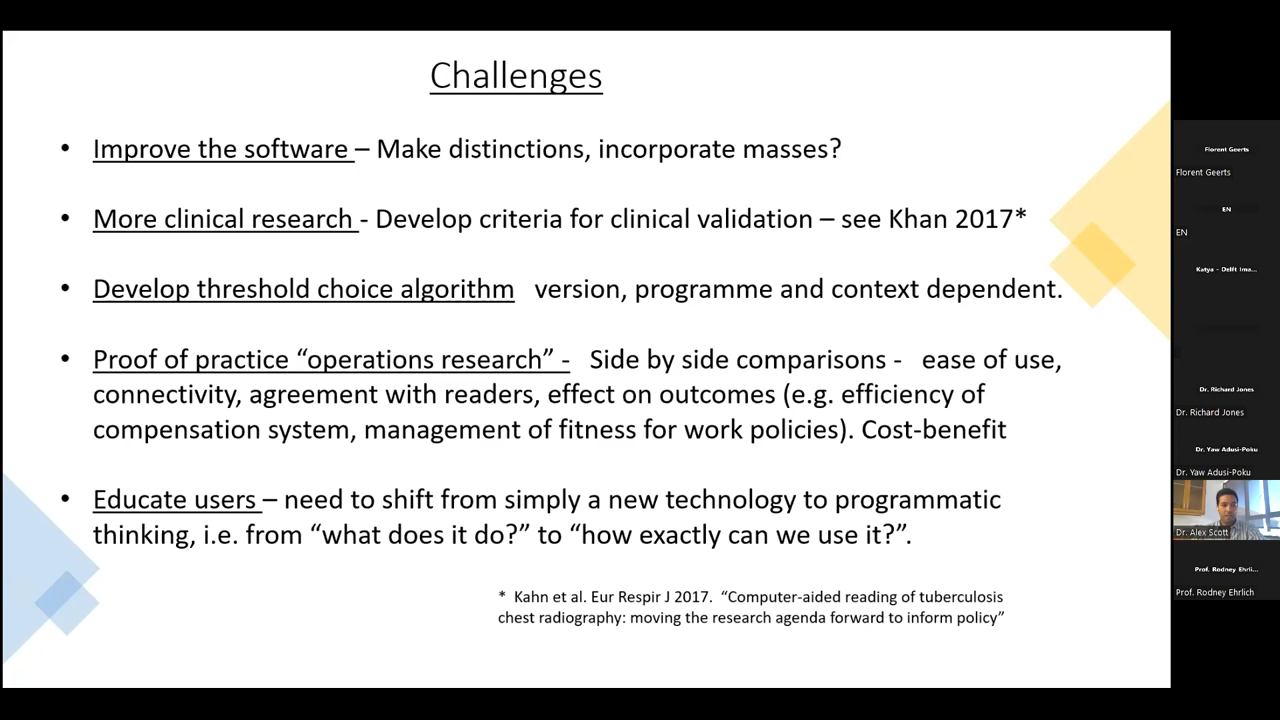 Challenges
• Improve the software – Make distinctions, incorporate masses?
• More clinical research - Develop criteria for clinical validation – see Khan 2017*
• Develop threshold choice algorithm version, programme and context dependent.
• Proof of practice “operations research” - Side by side comparisons - ease of use,
connectivity, agreement with readers, effect on outcomes (e.g. efficiency of
compensation system, management of fitness for work policies). Cost-benefit
• Educate users – need to shift from simply a new technology to programmatic
thinking, i.e. from “what does it do?” to “how exactly can we use it?”.
* Kahn et al. Eur Respir J 2017. “Computer-aided reading of tuberculosis
chest radiography: moving the research agenda forward to inform policy”
Florent Geerts
Florent Geerts
EN
EN
Katya - Delft Ima...
Dr. Richard Jones
Dr. Richard Jones
Dr. Yaw Adusi-Poku
Dr. Yaw Adusi-Poku
Dr. Alex Scott
Prof. Rodney Ehrli...
Prof. Rodney Ehrlich